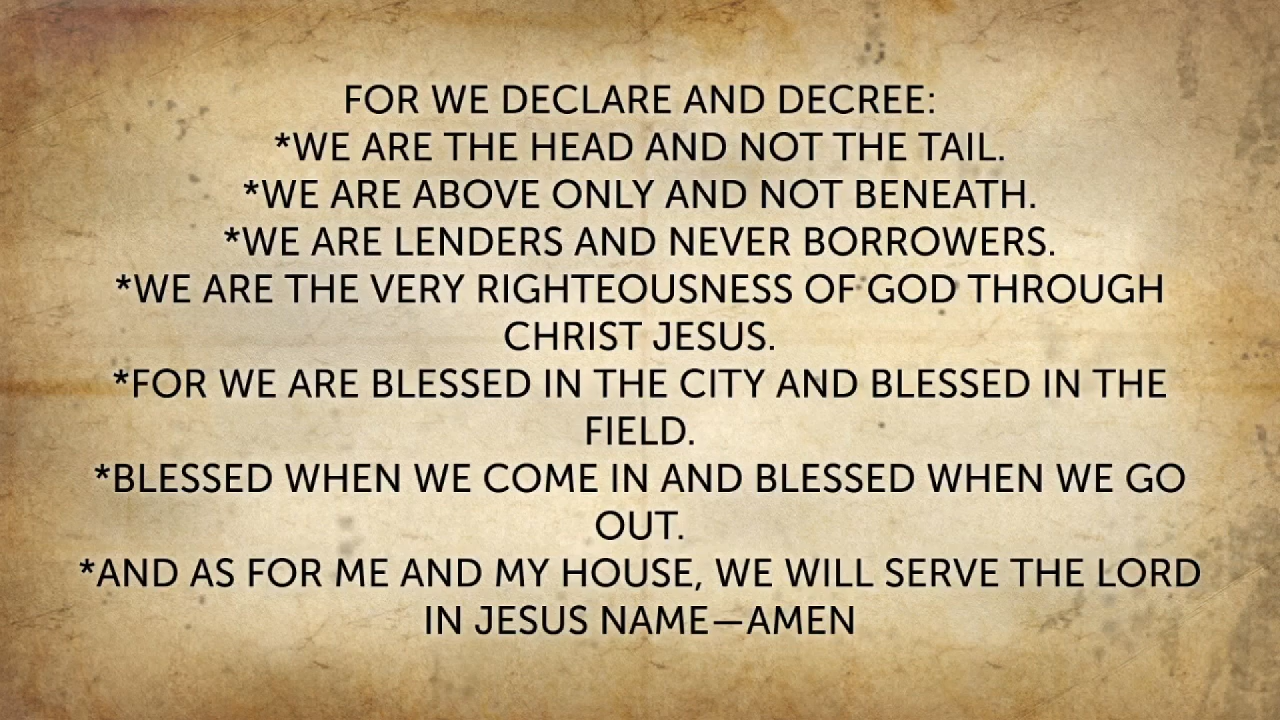 FOR WE DECLARE AND DECREE:
*WE ARE THE HEAD AND NOT THE TAIL.
*WE ARE ABOVE ONLY AND NOT BENEATH.
*WE ARE LENDERS AND NEVER BORROWERS.
*WE ARE THE VERY RIGHTEOUSNESS OF GOD THROUGH
CHRIST JESUS.
*FOR WE ARE BLESSED IN THE CITY AND BLESSED IN THE
FIELD.
*BLESSED WHEN WE COME IN AND BLESSED WHEN WE GO
OUT.
*AND AS FOR ME AND MY HOUSE, WE WILL SERVE THE LORD
IN JESUS NAME—AMEN